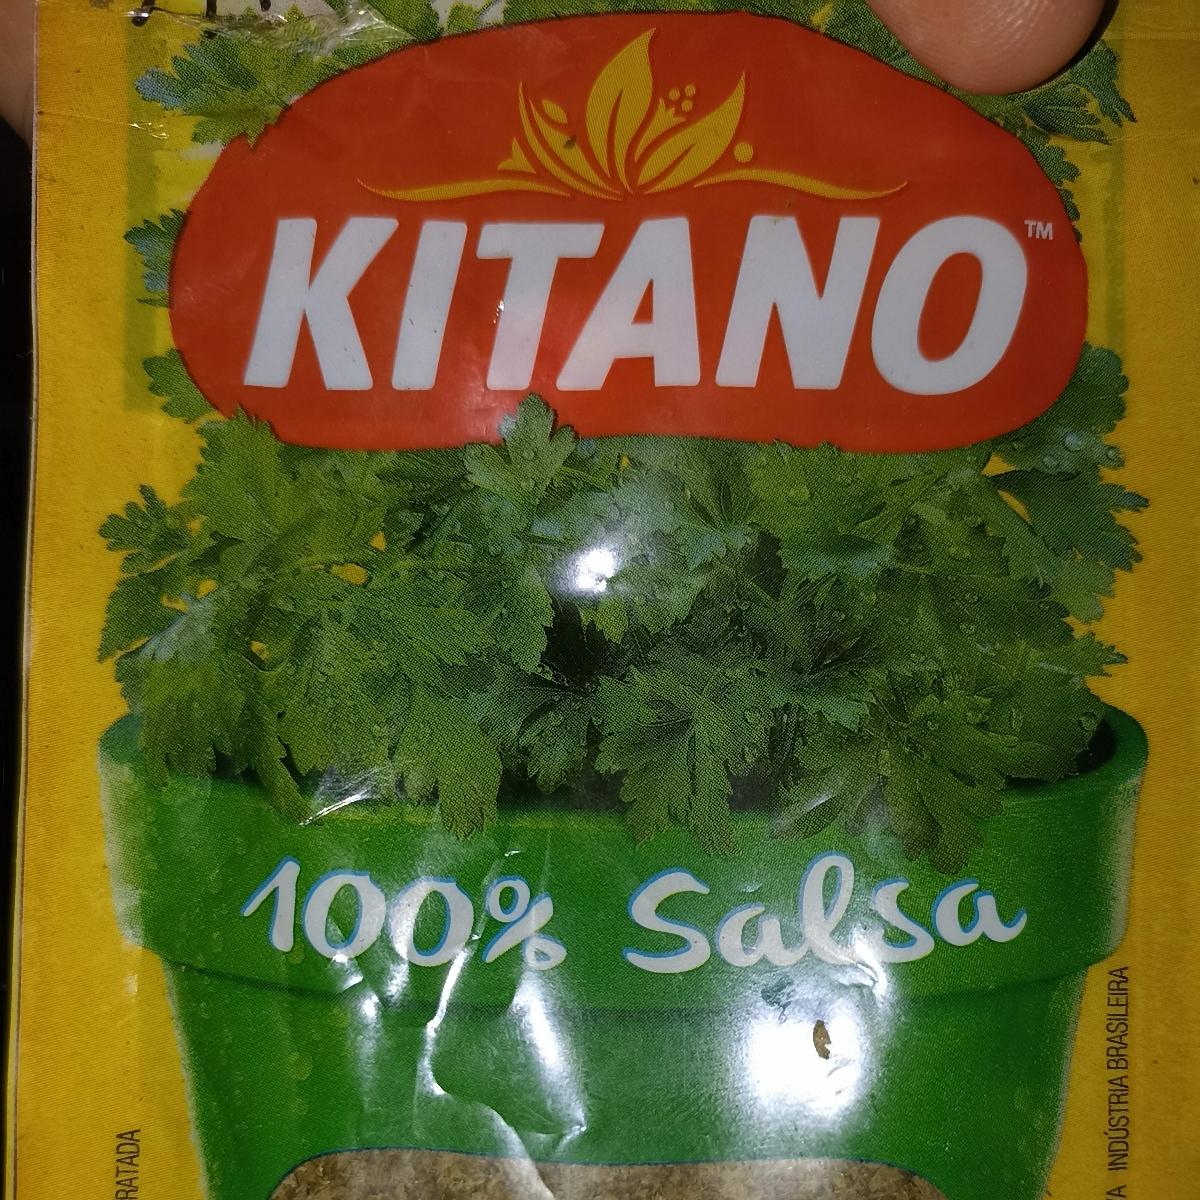 KITANO™
100% Salsa
INDÚSTRIA BRASILEIRA